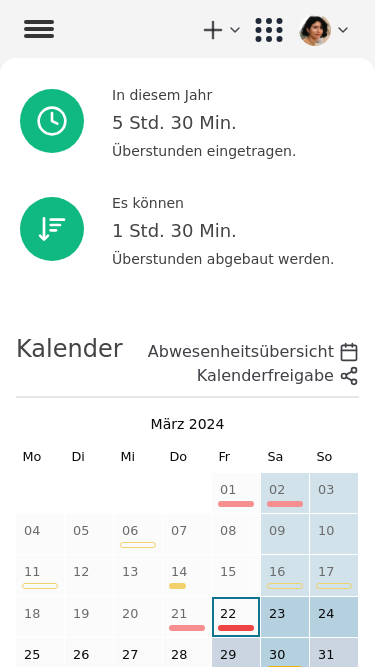 In diesem Jahr
5 Std. 30 Min.
Überstunden eingetragen.
Es können
1 Std. 30 Min.
Überstunden abgebaut werden.
Kalender
Abwesenheitsübersicht
Kalenderfreigabe
März 2024
Mo Di Mi Do Fr Sa So
01 02 03
04 05 06 07 08 09 10
11 12 13 14 15 16 17
18 19 20 21 22 23 24
25 26 27 28 29 30 31